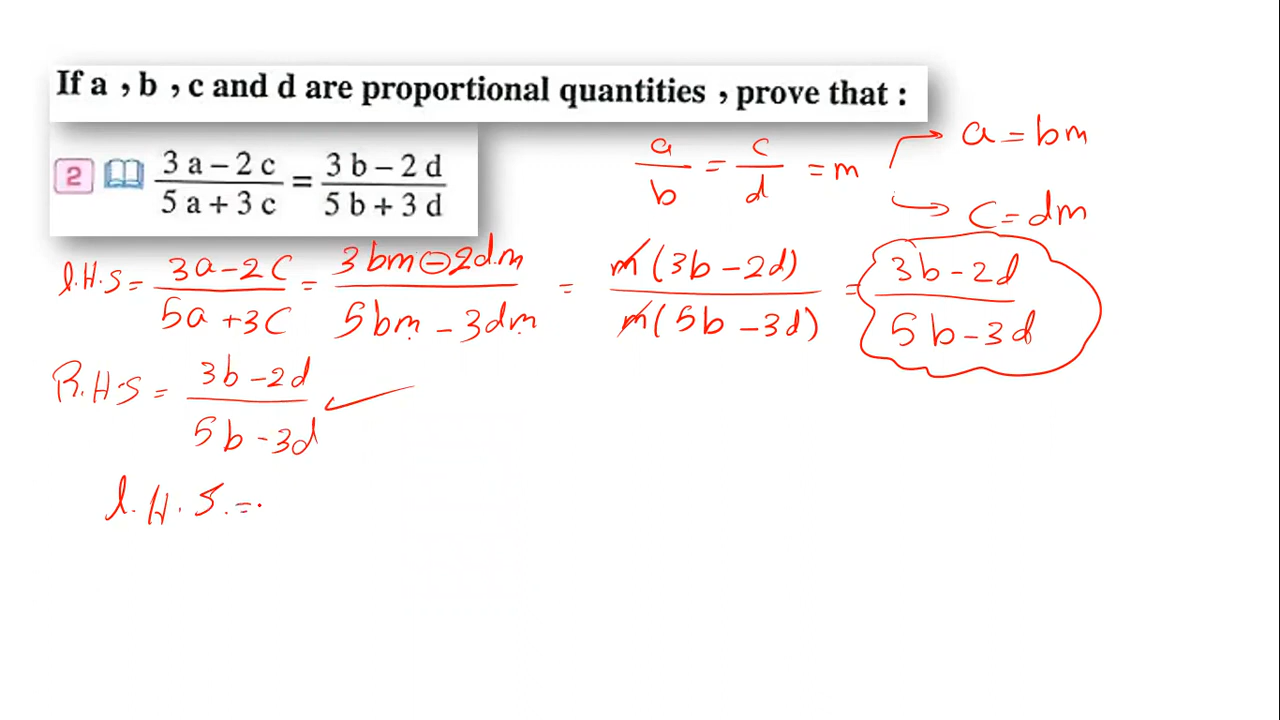 If a , b , c and d are proportional quantities , prove that :
2 (3a − 2c)/(5a + 3c) = (3b − 2d)/(5b + 3d)
a/b = c/d = m
a = bm
c = dm
l.H.S = (3a − 2c)/(5a + 3c) = (3bm − 2d.m)/(5bm − 3dm) = m(3b − 2d)/m(5b − 3d) = (3b − 2d)/(5b − 3d)
R.H.S = (3b − 2d)/(5b − 3d) ✓
l.H.S. =